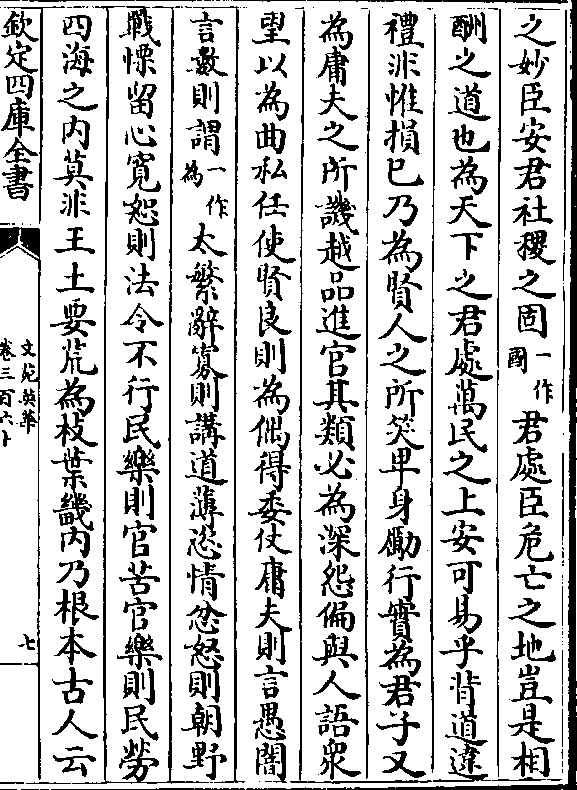 之妙臣安君社稷之固一作國君處臣危亡之地豈是相
酬之道也為天下之君處萬民之上安可易乎背道違
禮非惟損已乃為賢人之所笑卑身勵行實為君子又
為庸夫之所譏越品進官其類必為深怨偏與人語衆
望以為曲私任使賢良則為偶得委仗庸夫則言愚闇
言數則謂一作為太繁辭寡則講道薄恣情忿怒則朝野
戰慄留心寛恕則法令不行民樂則官苦官樂則民勞
四海之内莫非王土要荒為枝葉畿内乃根本古人云
欽定四庫全書
文苑英華
卷三百六十
七